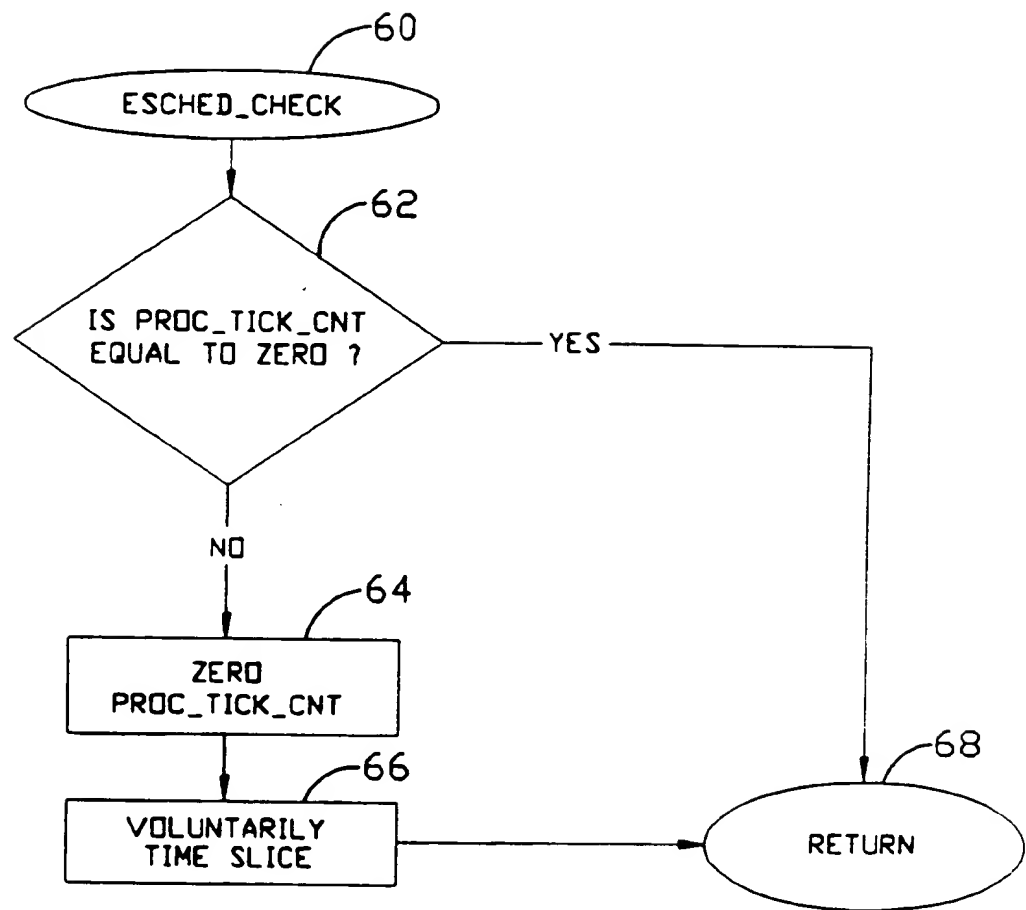 60
ESCHED_CHECK
62
IS PROC_TICK_CNT
EQUAL TO ZERO ?
YES
NO
64
ZERO
PROC_TICK_CNT
66
VOLUNTARILY
TIME SLICE
68
RETURN